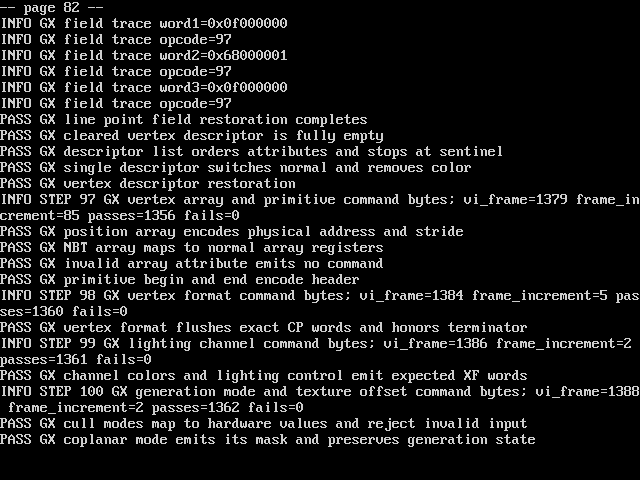 -- page 82 --
INFO GX field trace word1=0x0f000000
INFO GX field trace opcode=97
INFO GX field trace word2=0x68000001
INFO GX field trace opcode=97
INFO GX field trace word3=0x0f000000
INFO GX field trace opcode=97
PASS GX line point field restoration completes
PASS GX cleared vertex descriptor is fully empty
PASS GX descriptor list orders attributes and stops at sentinel
PASS GX single descriptor switches normal and removes color
PASS GX vertex descriptor restoration
INFO STEP 97 GX vertex array and primitive command bytes; vi_frame=1379 frame_in
crement=85 passes=1356 fails=0
PASS GX position array encodes physical address and stride
PASS GX NBT array maps to normal array registers
PASS GX invalid array attribute emits no command
PASS GX primitive begin and end encode header
INFO STEP 98 GX vertex format command bytes; vi_frame=1384 frame_increment=5 pas
ses=1360 fails=0
PASS GX vertex format flushes exact CP words and honors terminator
INFO STEP 99 GX lighting channel command bytes; vi_frame=1386 frame_increment=2
passes=1361 fails=0
PASS GX channel colors and lighting control emit expected XF words
INFO STEP 100 GX generation mode and texture offset command bytes; vi_frame=1388
 frame_increment=2 passes=1362 fails=0
PASS GX cull modes map to hardware values and reject invalid input
PASS GX coplanar mode emits its mask and preserves generation state